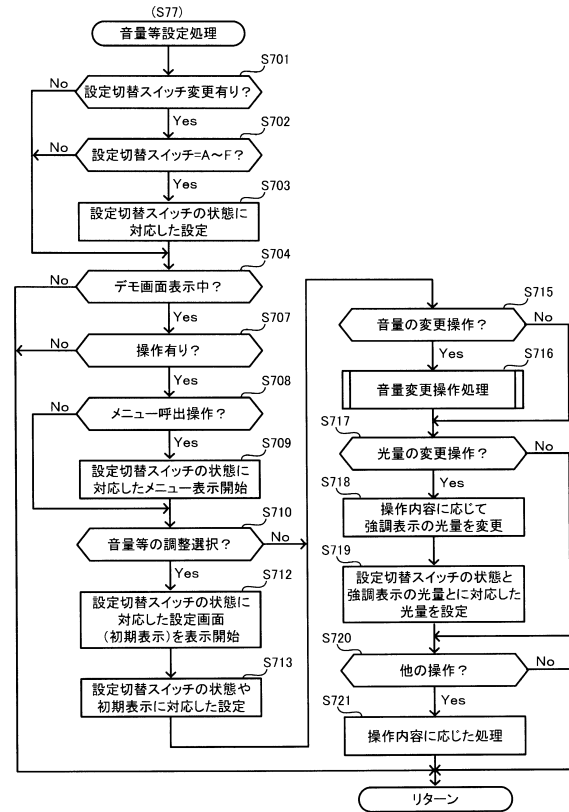 (S77)
音量等設定処理
S701
No
設定切替スイッチ変更有り？
Yes
S702
No
設定切替スイッチ=A～F？
Yes
S703
設定切替スイッチの状態に
対応した設定
S704
No
デモ画面表示中？
Yes
S707
No
操作有り？
Yes
S708
No
メニュー呼出操作？
Yes
S709
設定切替スイッチの状態に
対応したメニュー表示開始
S710
音量等の調整選択？
No
Yes
S712
設定切替スイッチの状態に
対応した設定画面
（初期表示）を表示開始
S713
設定切替スイッチの状態や
初期表示に対応した設定
S715
音量の変更操作？
No
Yes
S716
音量変更操作処理
S717
光量の変更操作？
No
Yes
S718
操作内容に応じて
強調表示の光量を変更
S719
設定切替スイッチの状態と
強調表示の光量とに対応した
光量を設定
S720
他の操作？
No
Yes
S721
操作内容に応じた処理
リターン